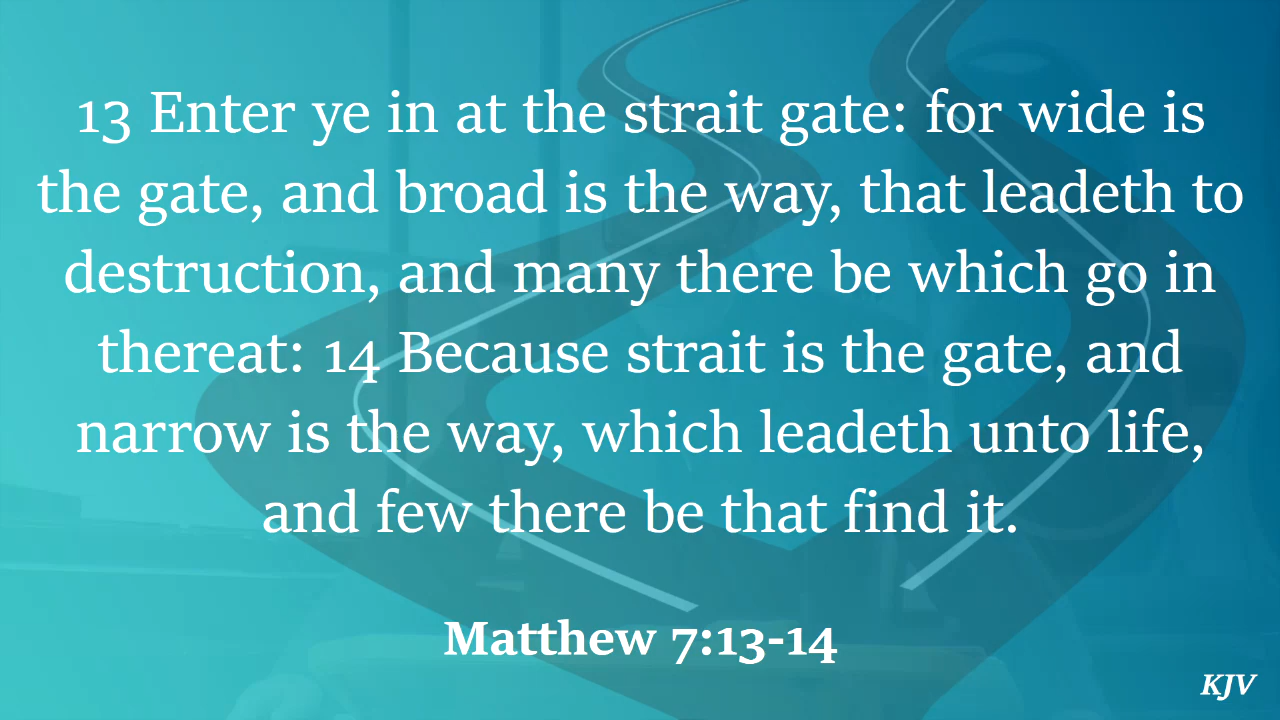 13 Enter ye in at the strait gate: for wide is
the gate, and broad is the way, that leadeth to
destruction, and many there be which go in
thereat: 14 Because strait is the gate, and
narrow is the way, which leadeth unto life,
and few there be that find it.
Matthew 7:13-14
KJV